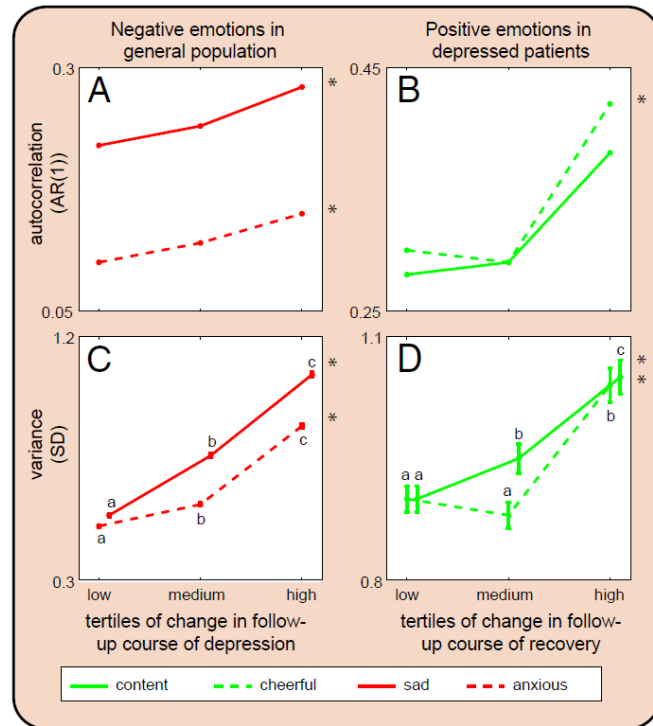 Negative emotions in
general population
Positive emotions in
depressed patients
0.3
A
*
*
autocorrelation
(AR(1))
0.05
0.45
B
*
0.25
1.2
C
c
*
b
*
c
a
b
a
variance
(SD)
0.3
low
medium
high
tertiles of change in follow-
up course of depression
1.1
D
c
*
*
b
b
a a
a
0.8
low
medium
high
tertiles of change in follow-
up course of recovery
content
cheerful
sad
anxious